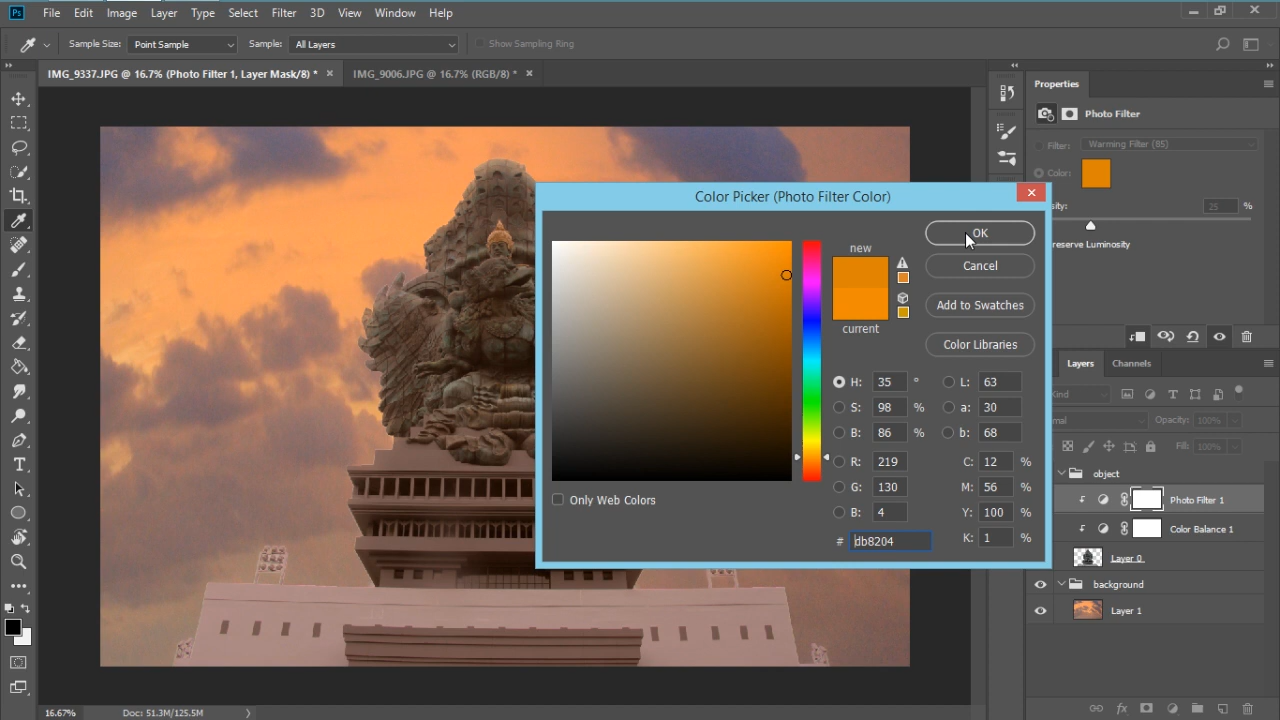 Ps File Edit Image Layer Type Select Filter 3D View Window Help
Sample Size: Point Sample Sample: All Layers Show Sampling Ring
IMG_9337.JPG @ 16.7% (Photo Filter 1, Layer Mask/8) * × IMG_9006.JPG @ 16.7% (RGB/8) * ×
Properties
Photo Filter
Filter: Warming Filter (85)
Color:
sity: 25 %
reserve Luminosity
Color Picker (Photo Filter Color)
new
current
OK
Cancel
Add to Swatches
Color Libraries
H: 35 ° L: 63
S: 98 % a: 30
B: 86 % b: 68
R: 219 C: 12 %
G: 130 M: 56 %
B: 4 Y: 100 %
# db8204 K: 1 %
Only Web Colors
Layers Channels
Kind
mal Opacity: 100%
Fill: 100%
object
Photo Filter 1
Color Balance 1
Layer 0
background
Layer 1
16.67% Doc: 51.3M/125.5M